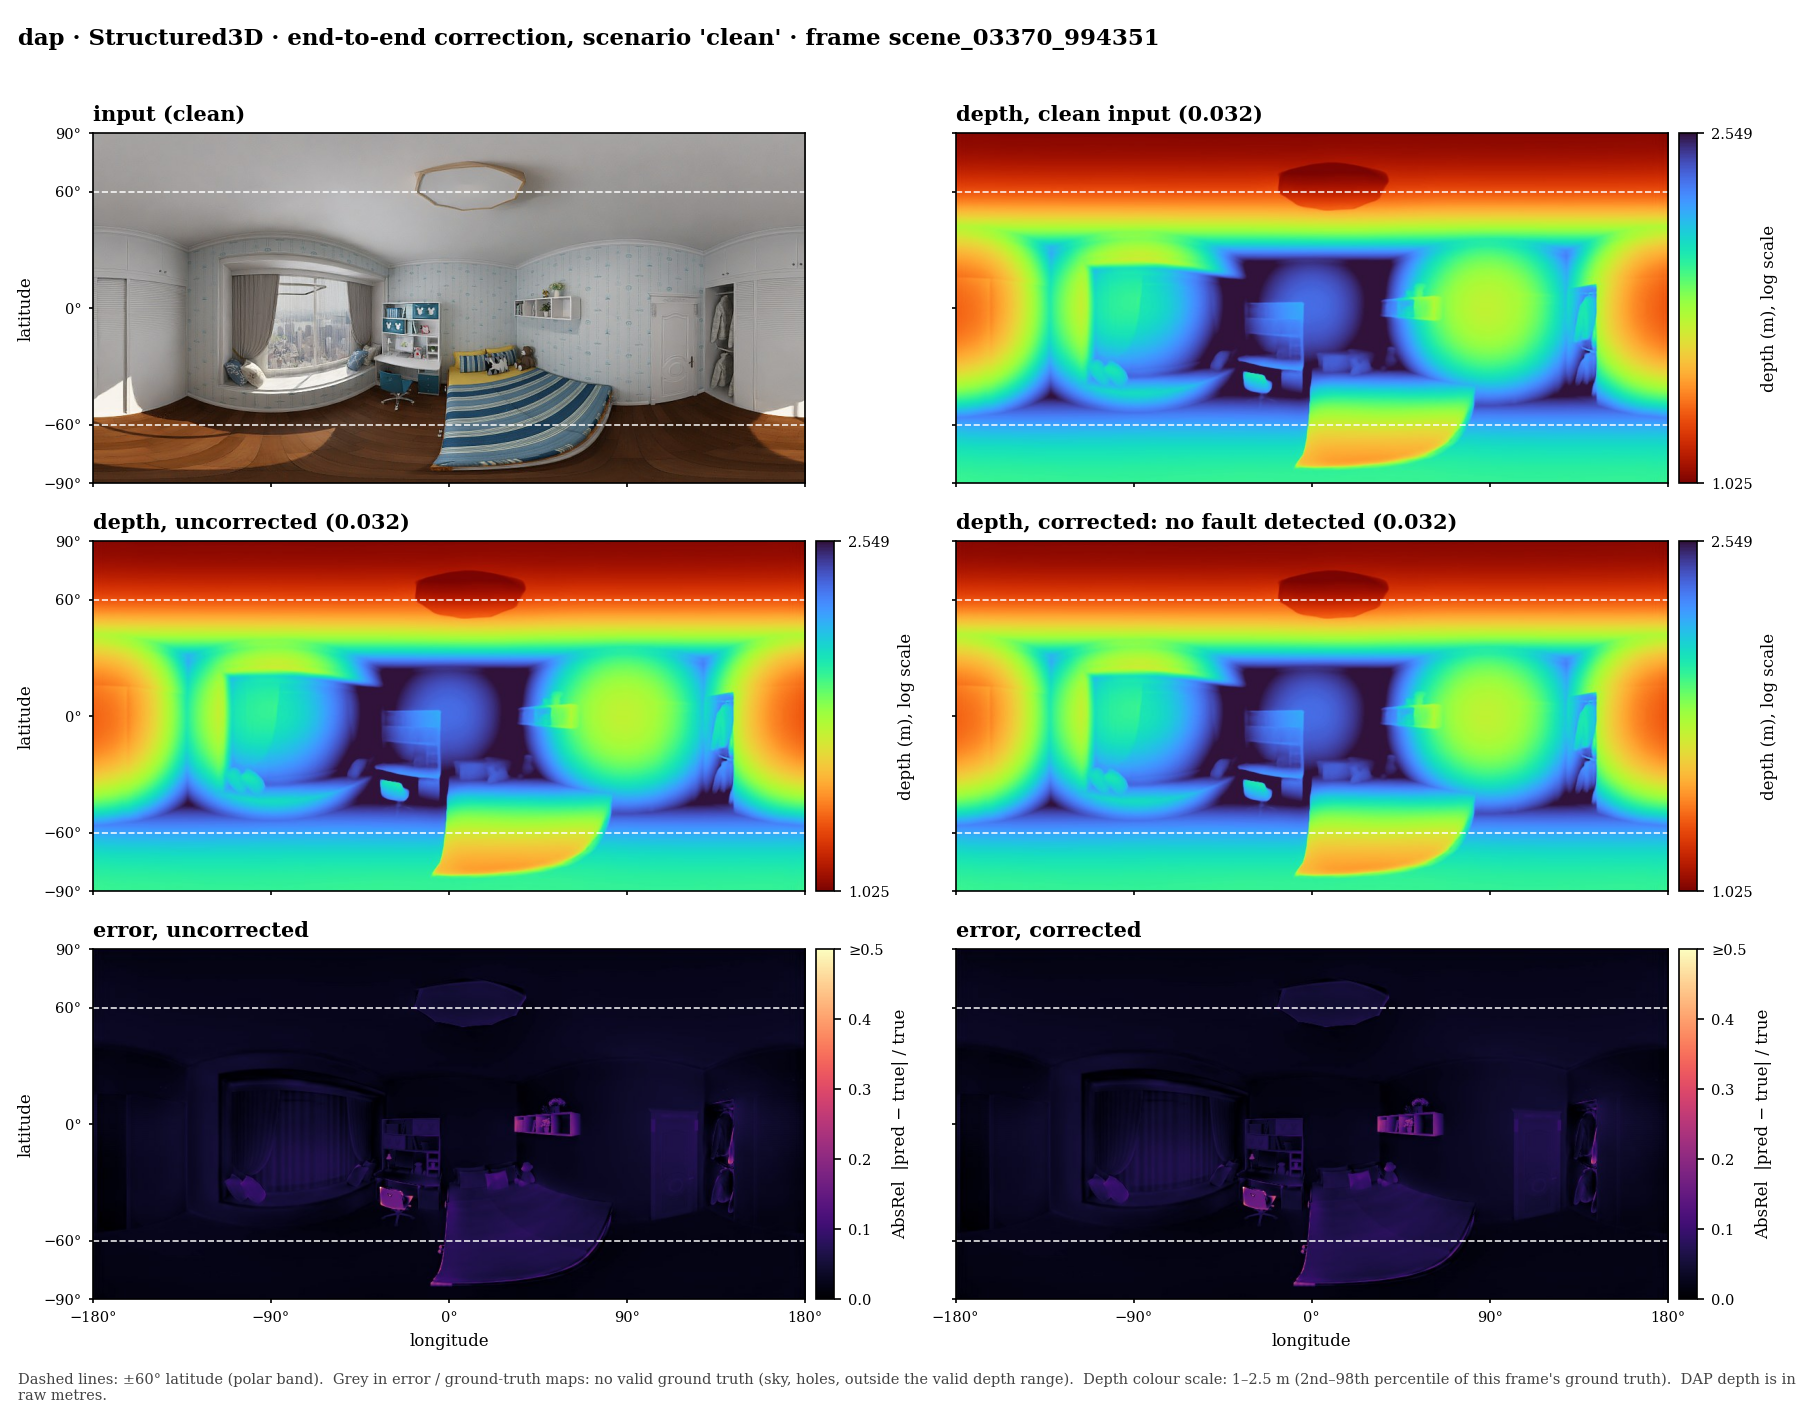 dap · Structured3D · end-to-end correction, scenario 'clean' · frame scene_03370_994351
input (clean)
depth, clean input (0.032)
90°
60°
0°
−60°
−90°
latitude
2.549
1.025
depth (m), log scale
depth, uncorrected (0.032)
depth, corrected: no fault detected (0.032)
90°
60°
0°
−60°
−90°
latitude
2.549
1.025
depth (m), log scale
2.549
1.025
depth (m), log scale
error, uncorrected
error, corrected
90°
60°
0°
−60°
−90°
latitude
≥0.5
0.4
0.3
0.2
0.1
0.0
AbsRel |pred − true| / true
≥0.5
0.4
0.3
0.2
0.1
0.0
AbsRel |pred − true| / true
−180°
−90°
0°
90°
180°
longitude
−180°
−90°
0°
90°
180°
longitude
Dashed lines: ±60° latitude (polar band).  Grey in error / ground-truth maps: no valid ground truth (sky, holes, outside the valid depth range).  Depth colour scale: 1–2.5 m (2nd–98th percentile of this frame's ground truth).  DAP depth is in
raw metres.